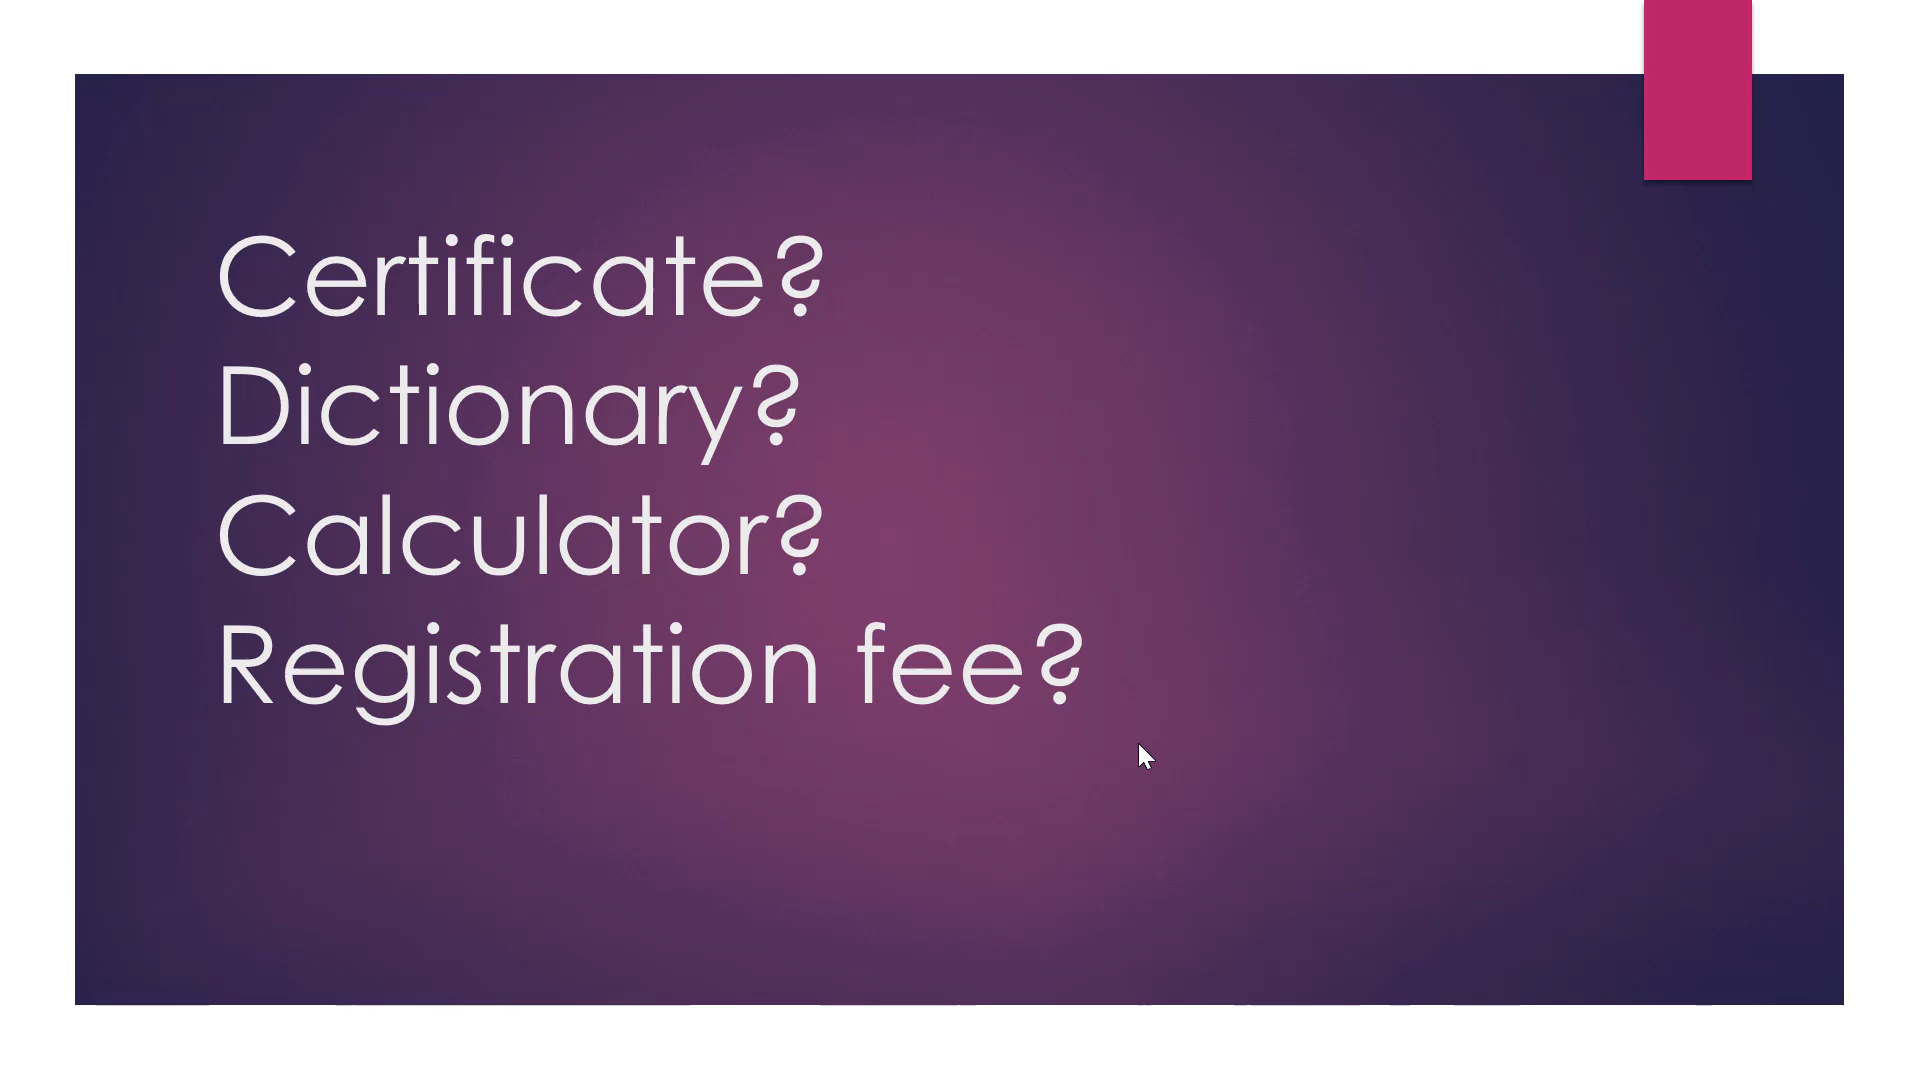 Certificate?
Dictionary?
Calculator?
Registration fee?